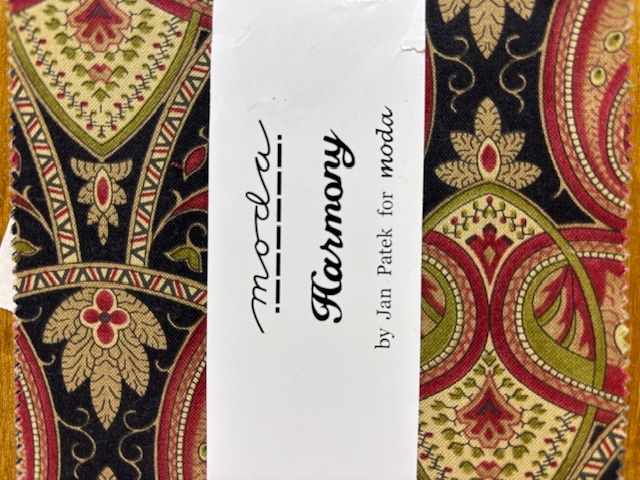 moda
Harmony
by Jan Patek for moda